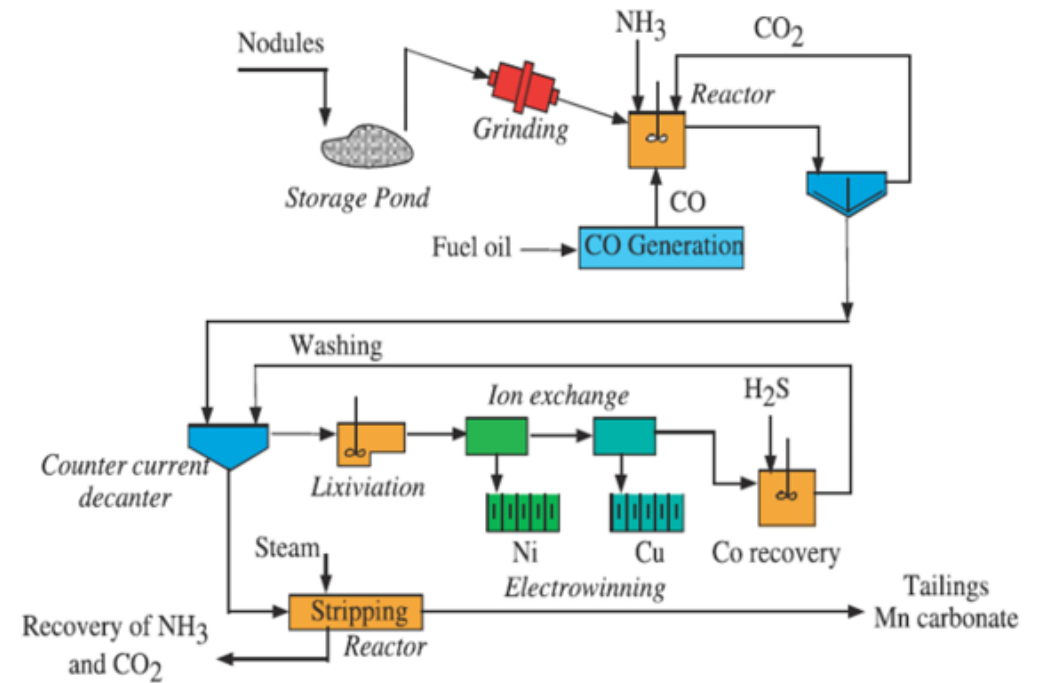 NH3
CO2
Nodules
Reactor
Grinding
Storage Pond
CO
Fuel oil
CO Generation
Washing
Ion exchange
H2S
Counter current
decanter
Lixiviation
Ni
Cu
Co recovery
Steam
Electrowinning
Stripping
Reactor
Tailings
Mn carbonate
Recovery of NH3
and CO2